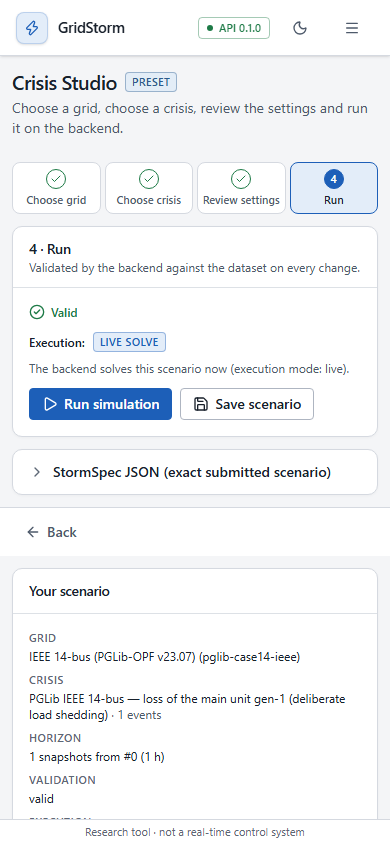 GridStorm
API 0.1.0
Crisis Studio
PRESET
Choose a grid, choose a crisis, review the settings and run
it on the backend.
Choose grid
Choose crisis
Review settings
4
Run
4 · Run
Validated by the backend against the dataset on every change.
Valid
Execution:
LIVE SOLVE
The backend solves this scenario now (execution mode: live).
Run simulation
Save scenario
StormSpec JSON (exact submitted scenario)
Back
Your scenario
GRID
IEEE 14-bus (PGLib-OPF v23.07) (pglib-case14-ieee)
CRISIS
PGLib IEEE 14-bus — loss of the main unit gen-1 (deliberate
load shedding) · 1 events
HORIZON
1 snapshots from #0 (1 h)
VALIDATION
valid
Research tool · not a real-time control system